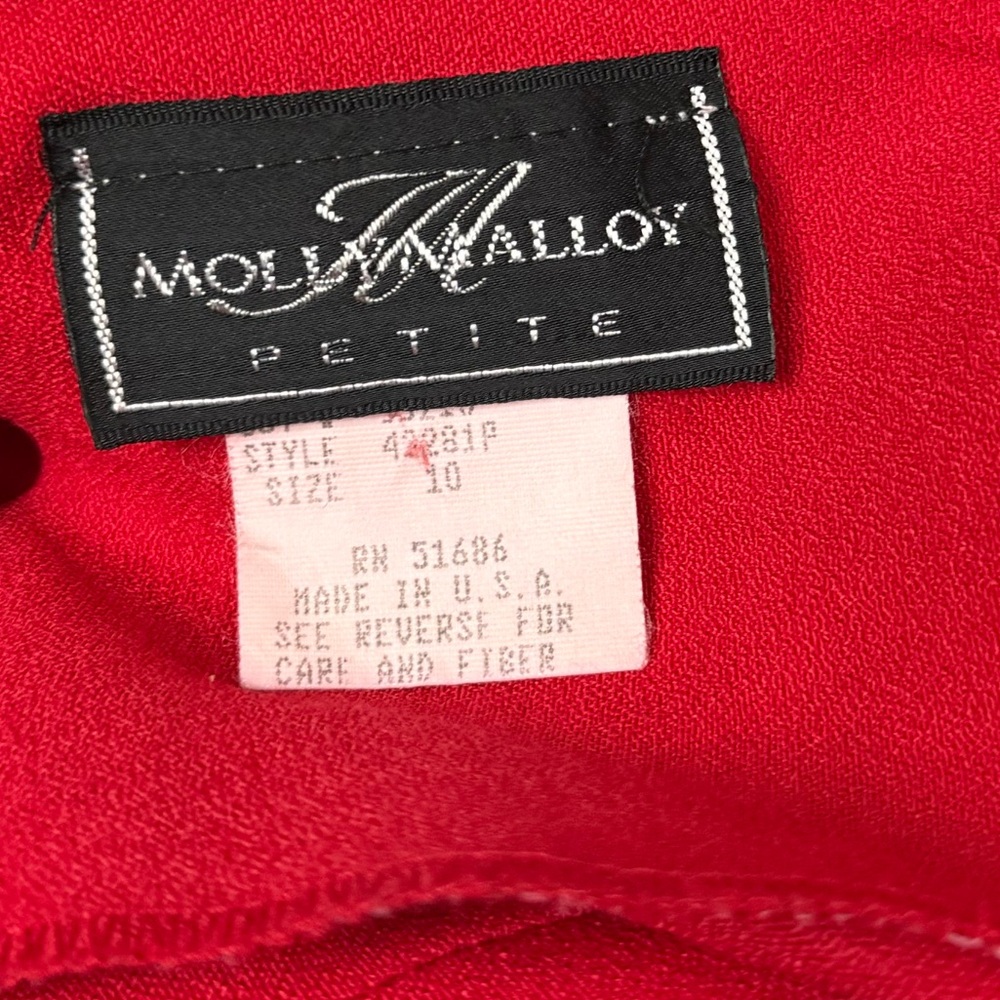 MOLLY MALLOY
PETITE
STYLE
SIZE 10
RN 51686
MADE IN U.S.A.
SEE REVERSE FOR
CARE AND FIBER